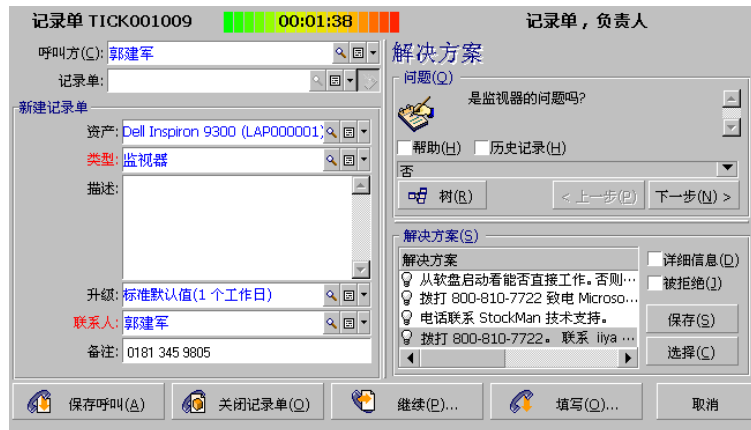 记录单 TICK001009
00:01:38
记录单，负责人
呼叫方(C): 郭建军
记录单:
新建记录单
资产: Dell Inspiron 9300 (LAP000001)
类型: 监视器
描述:
升级: 标准默认值(1 个工作日)
联系人: 郭建军
备注: 0181 345 9805
解决方案
问题(Q)
是监视器的问题吗?
帮助(H)
历史记录(H)
否
树(R)
< 上一步(P)
下一步(N) >
解决方案(S)
解决方案
从软盘启动看能否直接工作。否则…
拨打 800-810-7722 致电 Microso...
电话联系 StockMan 技术支持。
拨打 800-810-7722。 联系 iiya …
详细信息(D)
被拒绝(J)
保存(S)
选择(C)
保存呼叫(A)
关闭记录单(O)
继续(P)...
填写(O)...
取消